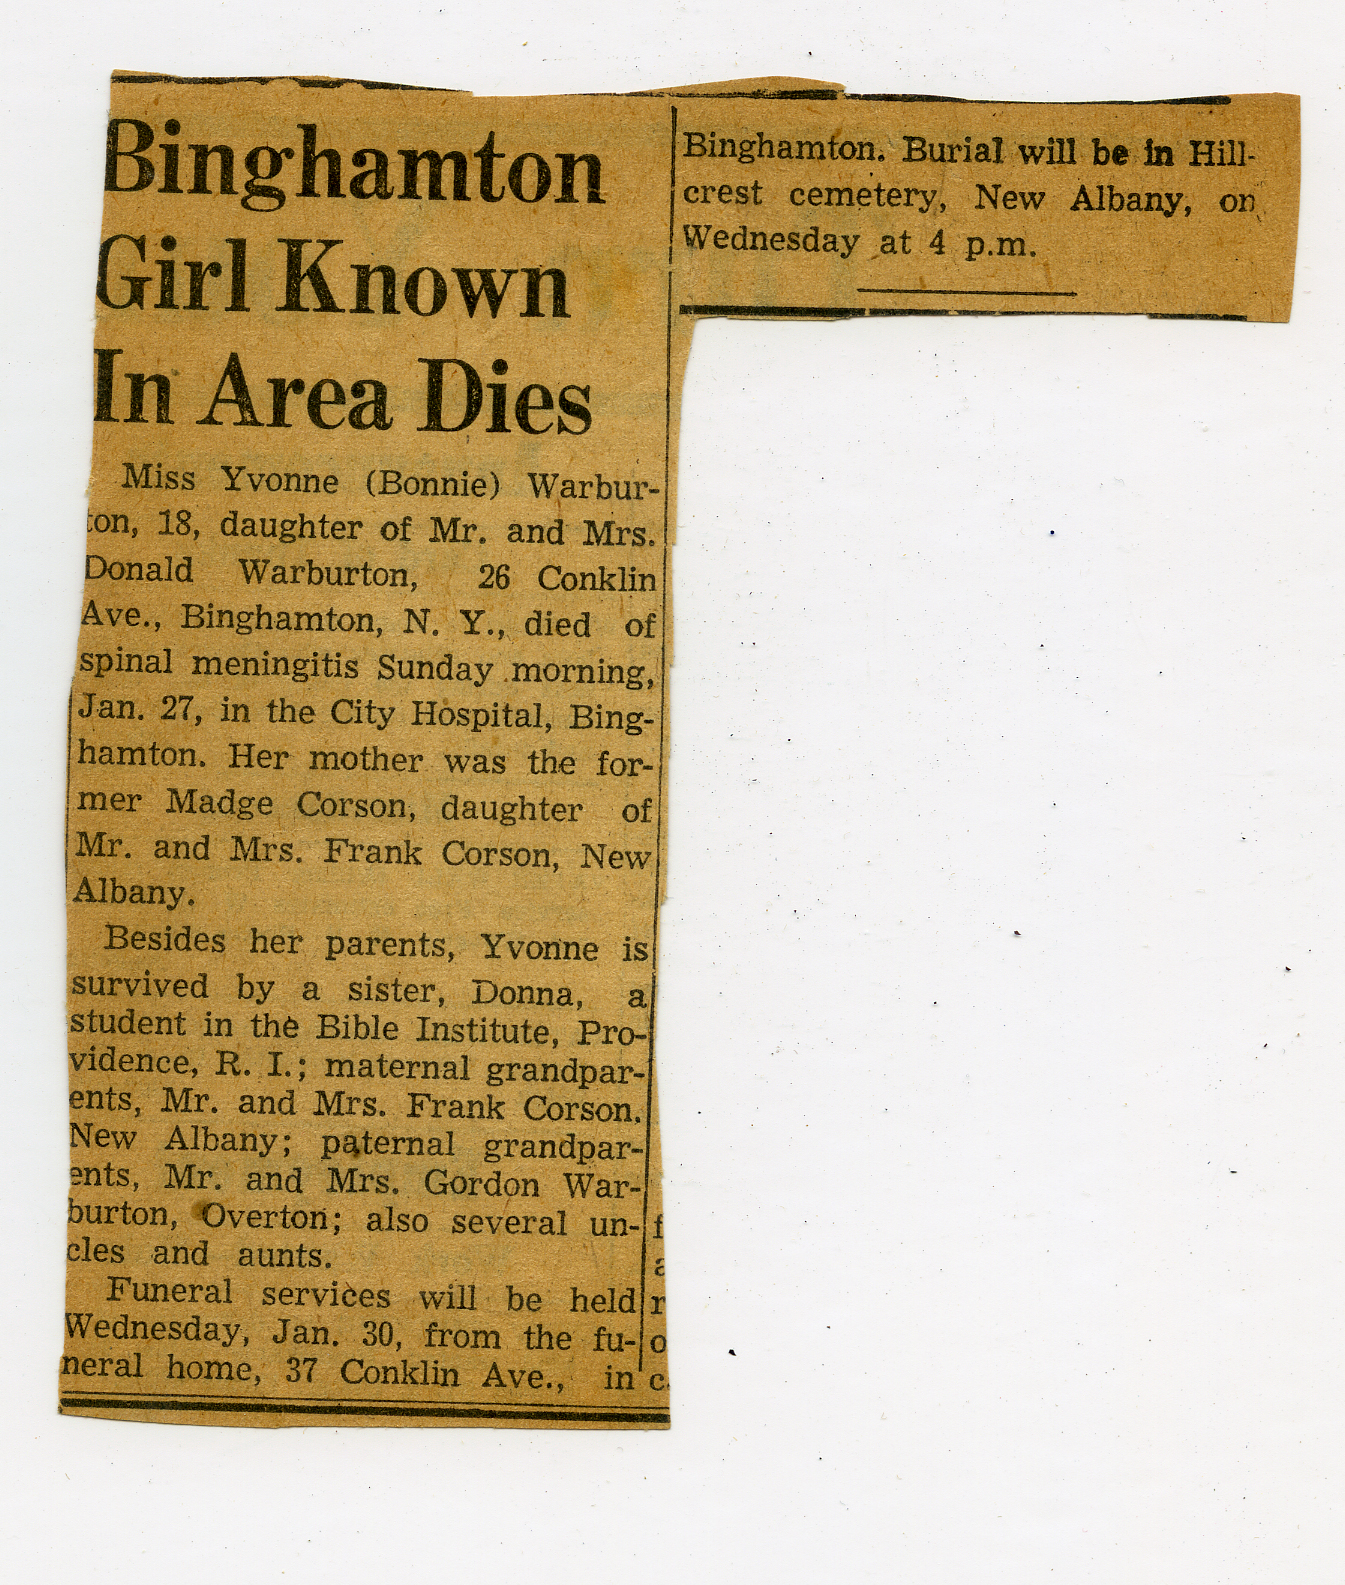 Binghamton
Girl Known
In Area Dies
Miss Yvonne (Bonnie) Warbur-
ton, 18, daughter of Mr. and Mrs.
Donald Warburton, 26 Conklin
Ave., Binghamton, N. Y., died of
spinal meningitis Sunday morning,
Jan. 27, in the City Hospital, Bing-
hamton. Her mother was the for-
mer Madge Corson, daughter of
Mr. and Mrs. Frank Corson, New
Albany.
Besides her parents, Yvonne is
survived by a sister, Donna, a
student in the Bible Institute, Pro-
vidence, R. I.; maternal grandpar-
ents, Mr. and Mrs. Frank Corson.
New Albany; paternal grandpar-
ents, Mr. and Mrs. Gordon War-
burton, Overton; also several un-
cles and aunts.
Funeral services will be held
Wednesday, Jan. 30, from the fu-
neral home, 37 Conklin Ave., in
Binghamton. Burial will be in Hill-
crest cemetery, New Albany, on
Wednesday at 4 p.m.